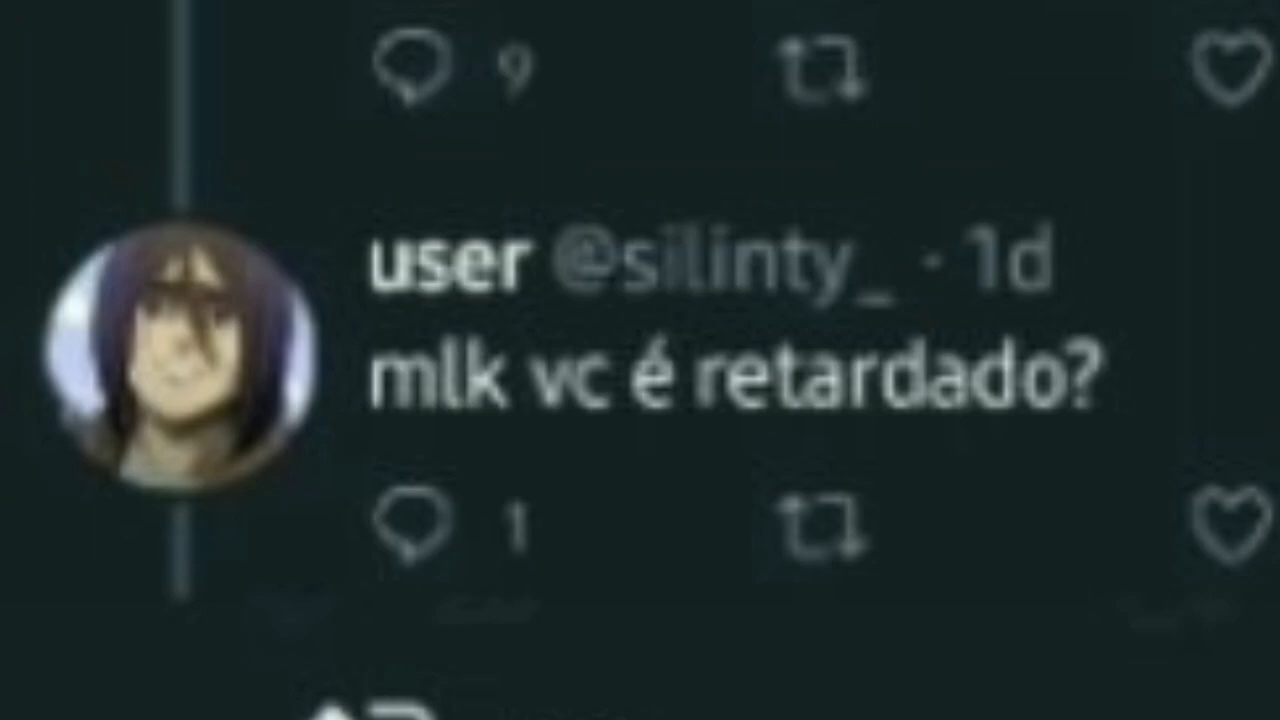 9
user @silinty_ · 1d
mlk vc é retardado?
1